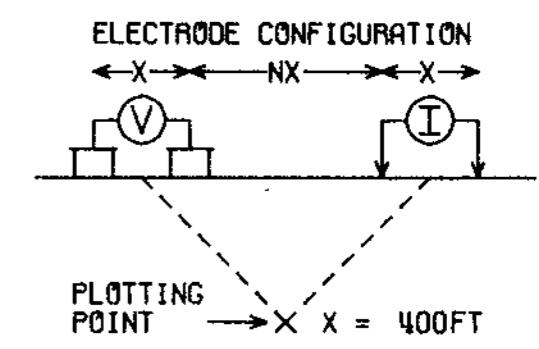 ELECTRODE CONFIGURATION
X NX X
V I
PLOTTING
POINT X X = 400FT